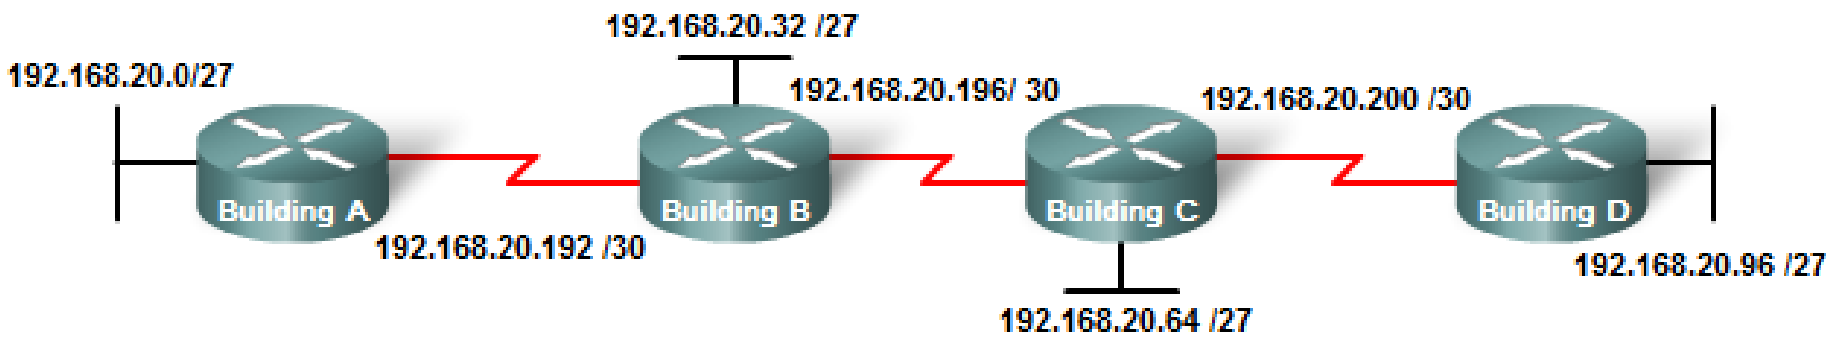 192.168.20.32 /27
192.168.20.0/27
192.168.20.196/ 30
192.168.20.200 /30
Building A
Building B
Building C
Building D
192.168.20.192 /30
192.168.20.96 /27
192.168.20.64 /27